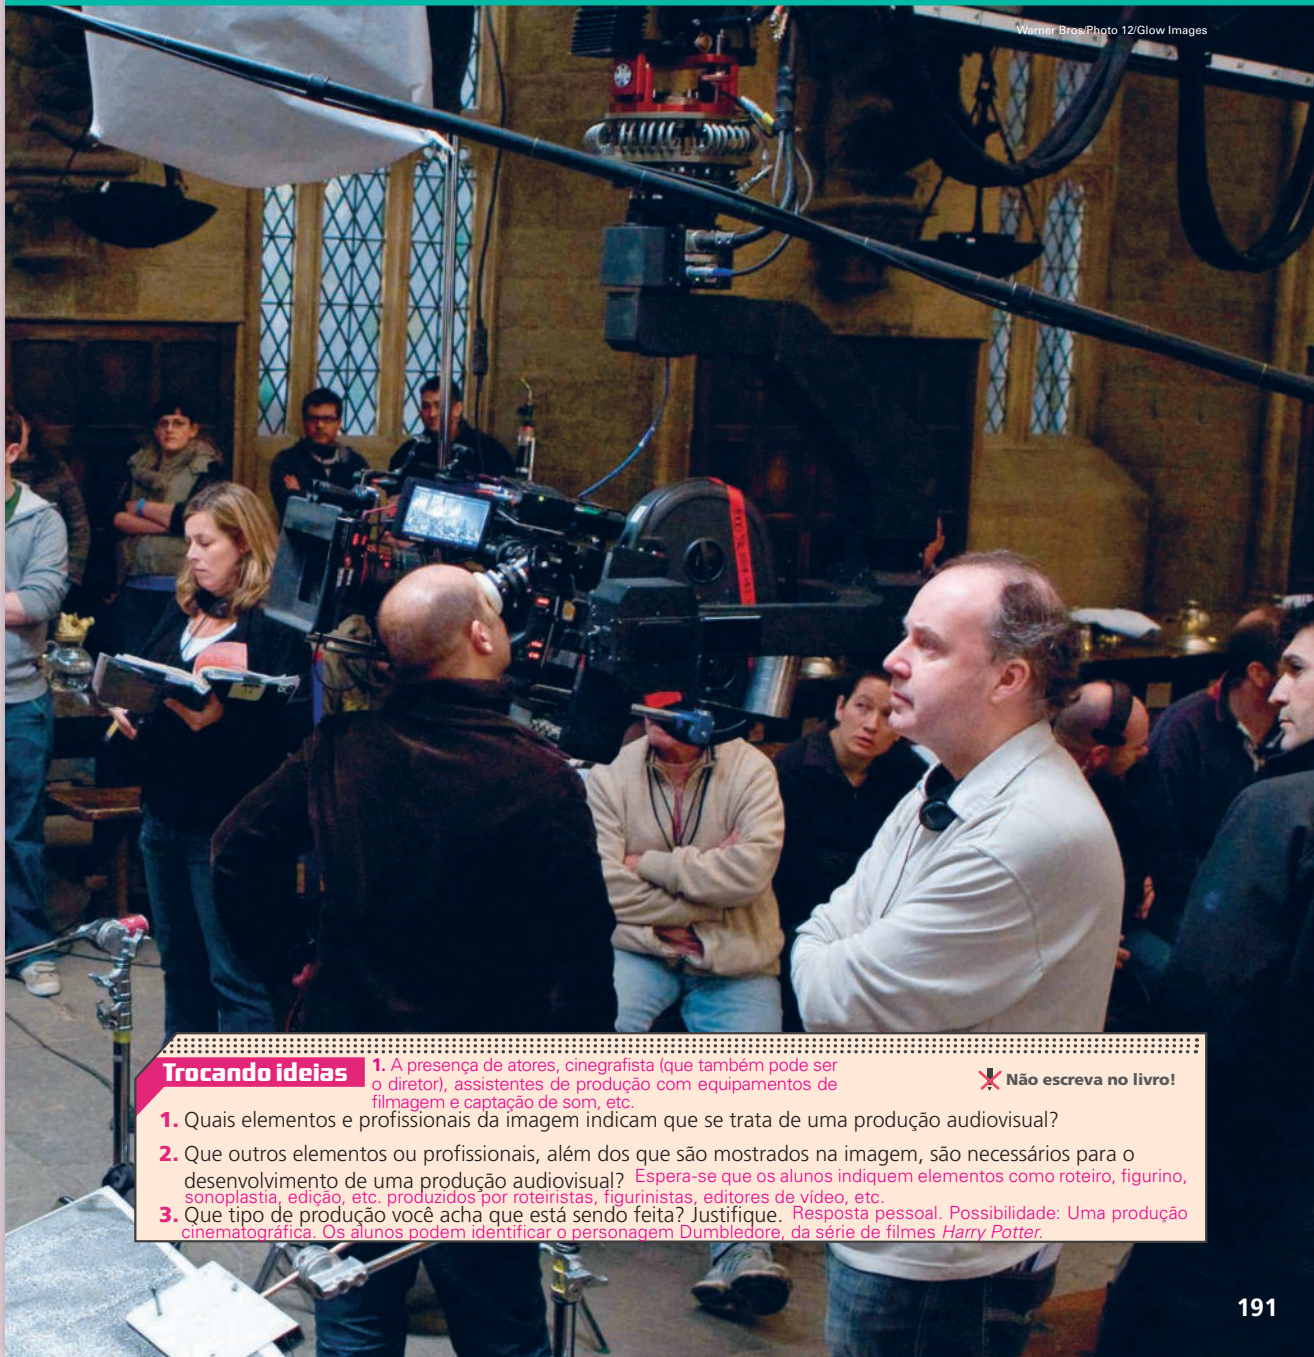 Warner Bros/Photo 12/Glow Images
Trocando ideias
1. A presença de atores, cinegrafista (que também pode ser
o diretor), assistentes de produção com equipamentos de
filmagem e captação de som, etc.
Não escreva no livro!
1. Quais elementos e profissionais da imagem indicam que se trata de uma produção audiovisual?
2. Que outros elementos ou profissionais, além dos que são mostrados na imagem, são necessários para o
desenvolvimento de uma produção audiovisual? Espera-se que os alunos indiquem elementos como roteiro, figurino,
sonoplastia, edição, etc. produzidos por roteiristas, figurinistas, editores de vídeo, etc.
3. Que tipo de produção você acha que está sendo feita? Justifique. Resposta pessoal. Possibilidade: Uma produção
cinematográfica. Os alunos podem identificar o personagem Dumbledore, da série de filmes Harry Potter.
191